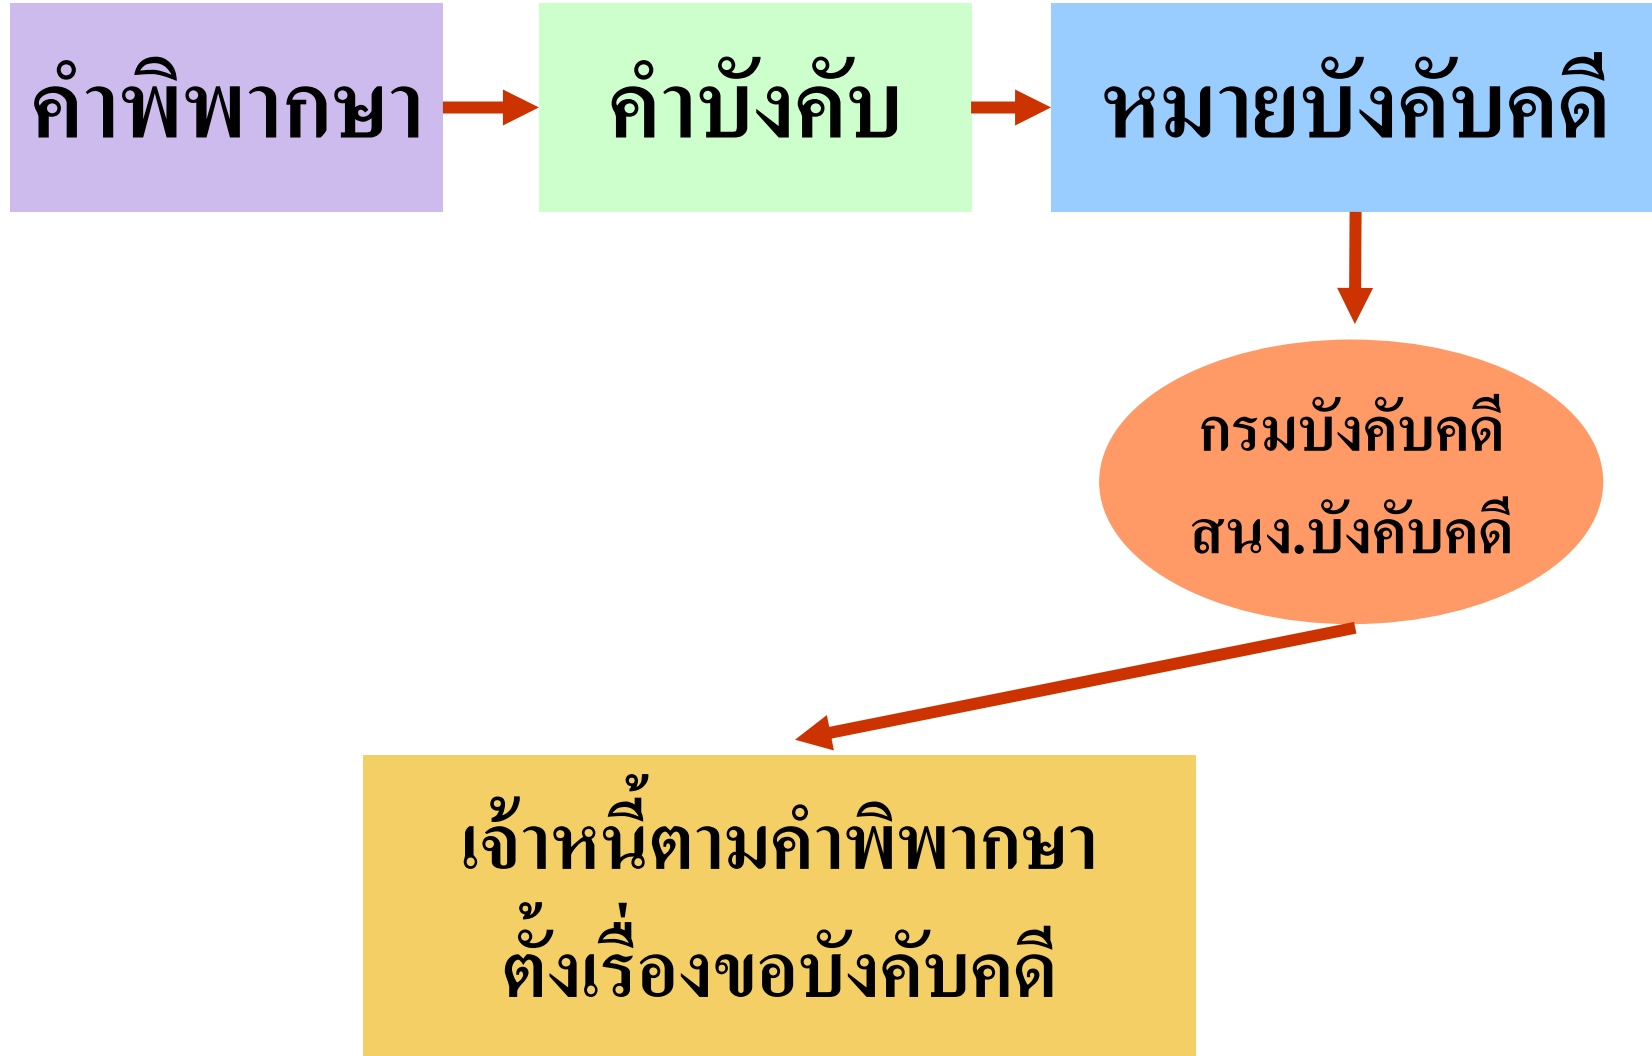 คำพิพากษา
คำบังคับ
หมายบังคับคดี
กรมบังคับคดี
สนง.บังคับคดี
เจ้าหนี้ตามคำพิพากษา
ตั้งเรื่องขอบังคับคดี